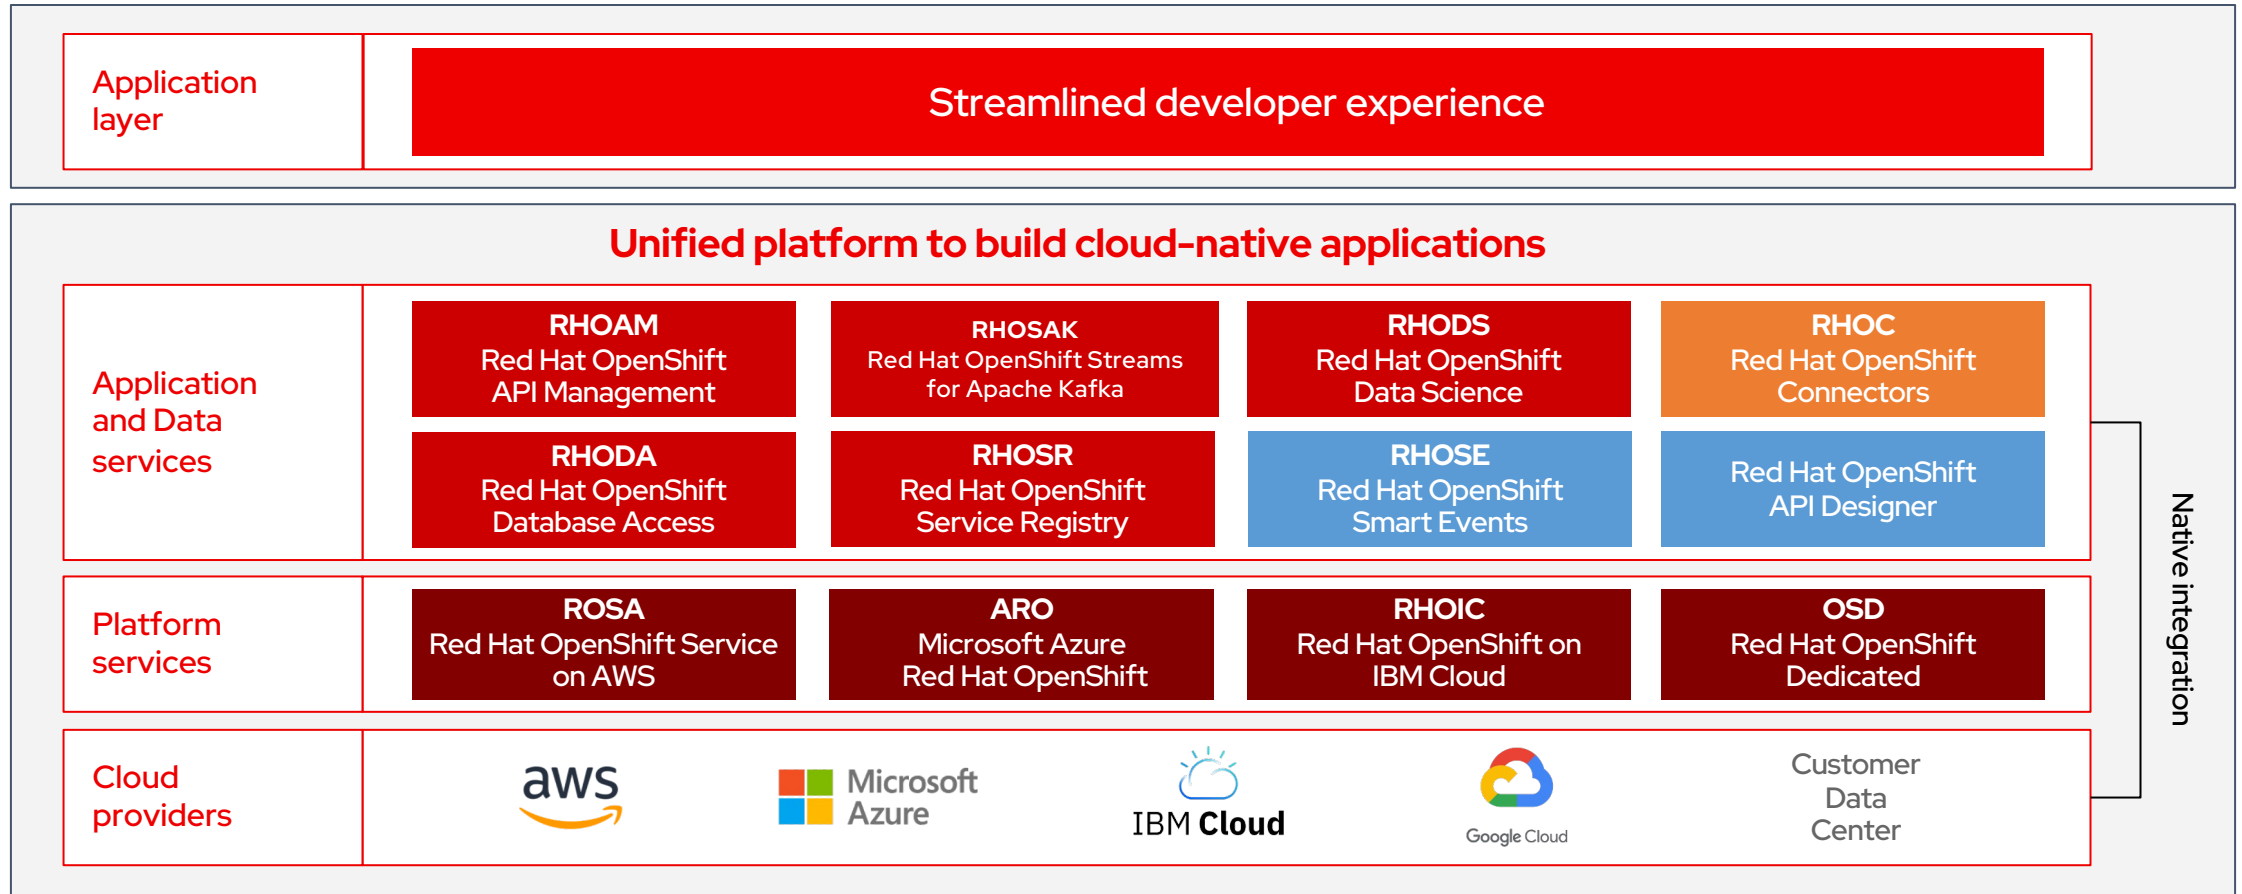 Application
layer
Streamlined developer experience
Unified platform to build cloud-native applications
Application
and Data
services
RHOAM
Red Hat OpenShift
API Management
RHOSAK
Red Hat OpenShift Streams
for Apache Kafka
RHODS
Red Hat OpenShift
Data Science
RHOC
Red Hat OpenShift
Connectors
RHODA
Red Hat OpenShift
Database Access
RHOSR
Red Hat OpenShift
Service Registry
RHOSE
Red Hat OpenShift
Smart Events
Red Hat OpenShift
API Designer
Platform
services
ROSA
Red Hat OpenShift Service
on AWS
ARO
Microsoft Azure
Red Hat OpenShift
RHOIC
Red Hat OpenShift on
IBM Cloud
OSD
Red Hat OpenShift
Dedicated
Cloud
providers
aws
Microsoft
Azure
IBM Cloud
Google Cloud
Customer
Data
Center
Native integration